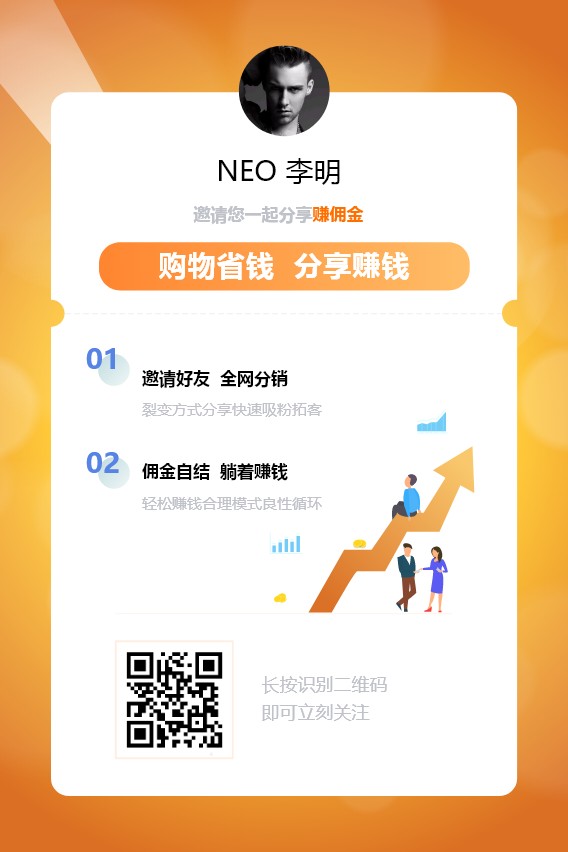 NEO 李明
邀请您一起分享赚佣金
购物省钱 分享赚钱
01
邀请好友 全网分销
裂变方式分享快速吸粉拓客
02
佣金自结 躺着赚钱
轻松赚钱合理模式良性循环
长按识别二维码
即可立刻关注